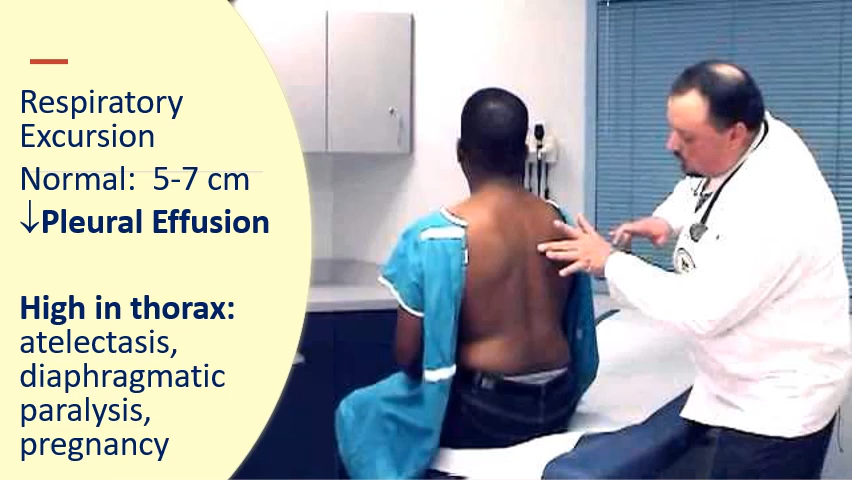 Respiratory
Excursion
Normal:  5-7 cm
↓Pleural Effusion
High in thorax:
atelectasis,
diaphragmatic
paralysis,
pregnancy